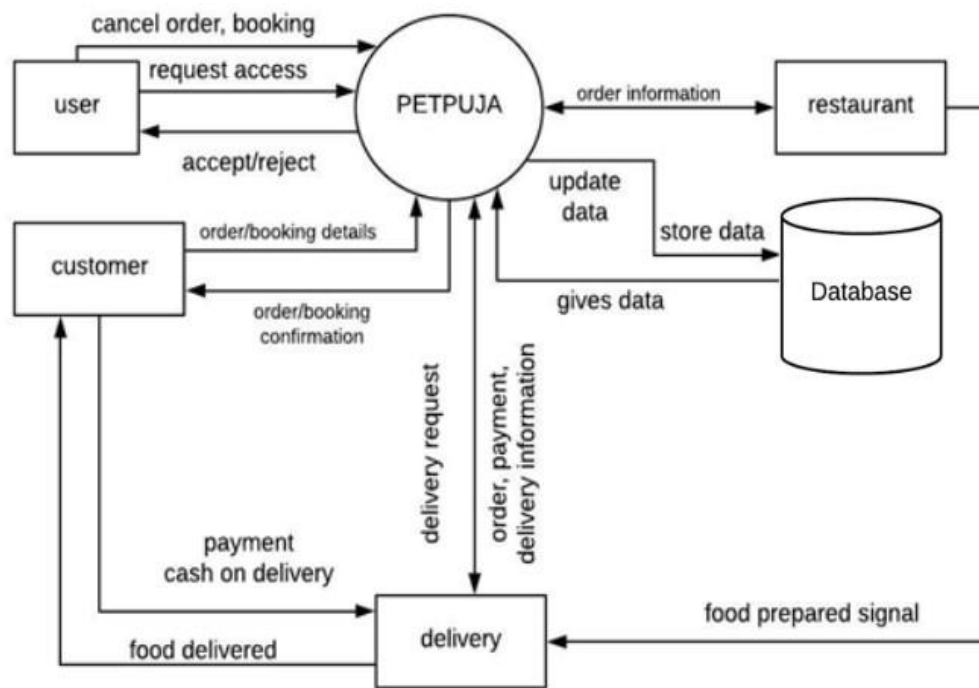 cancel order, booking
request access
user
PETPUJA
order information
restaurant
accept/reject
update
data
store data
order/booking details
customer
gives data
Database
order/booking
confirmation
delivery request
order, payment,
delivery information
payment
cash on delivery
food prepared signal
delivery
food delivered